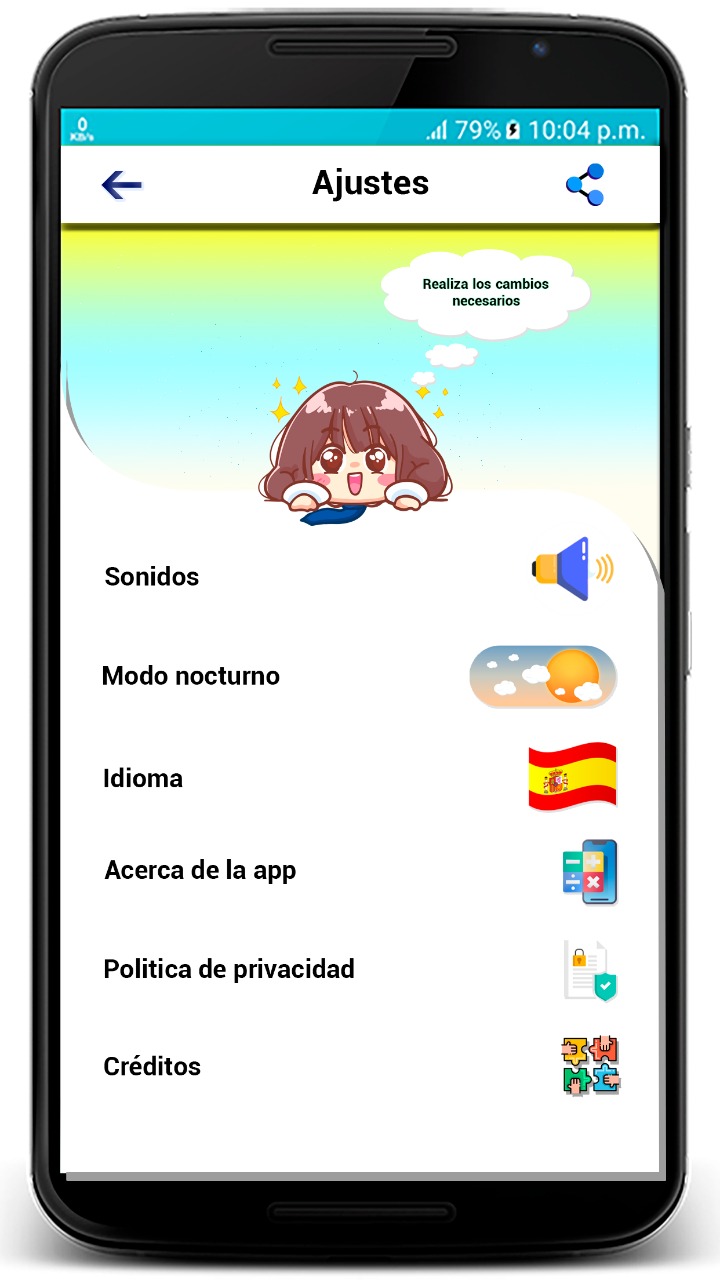 0
KB/s
79% 10:04 p.m.
Ajustes
Realiza los cambios
necesarios
Sonidos
Modo nocturno
Idioma
Acerca de la app
Politica de privacidad
Créditos